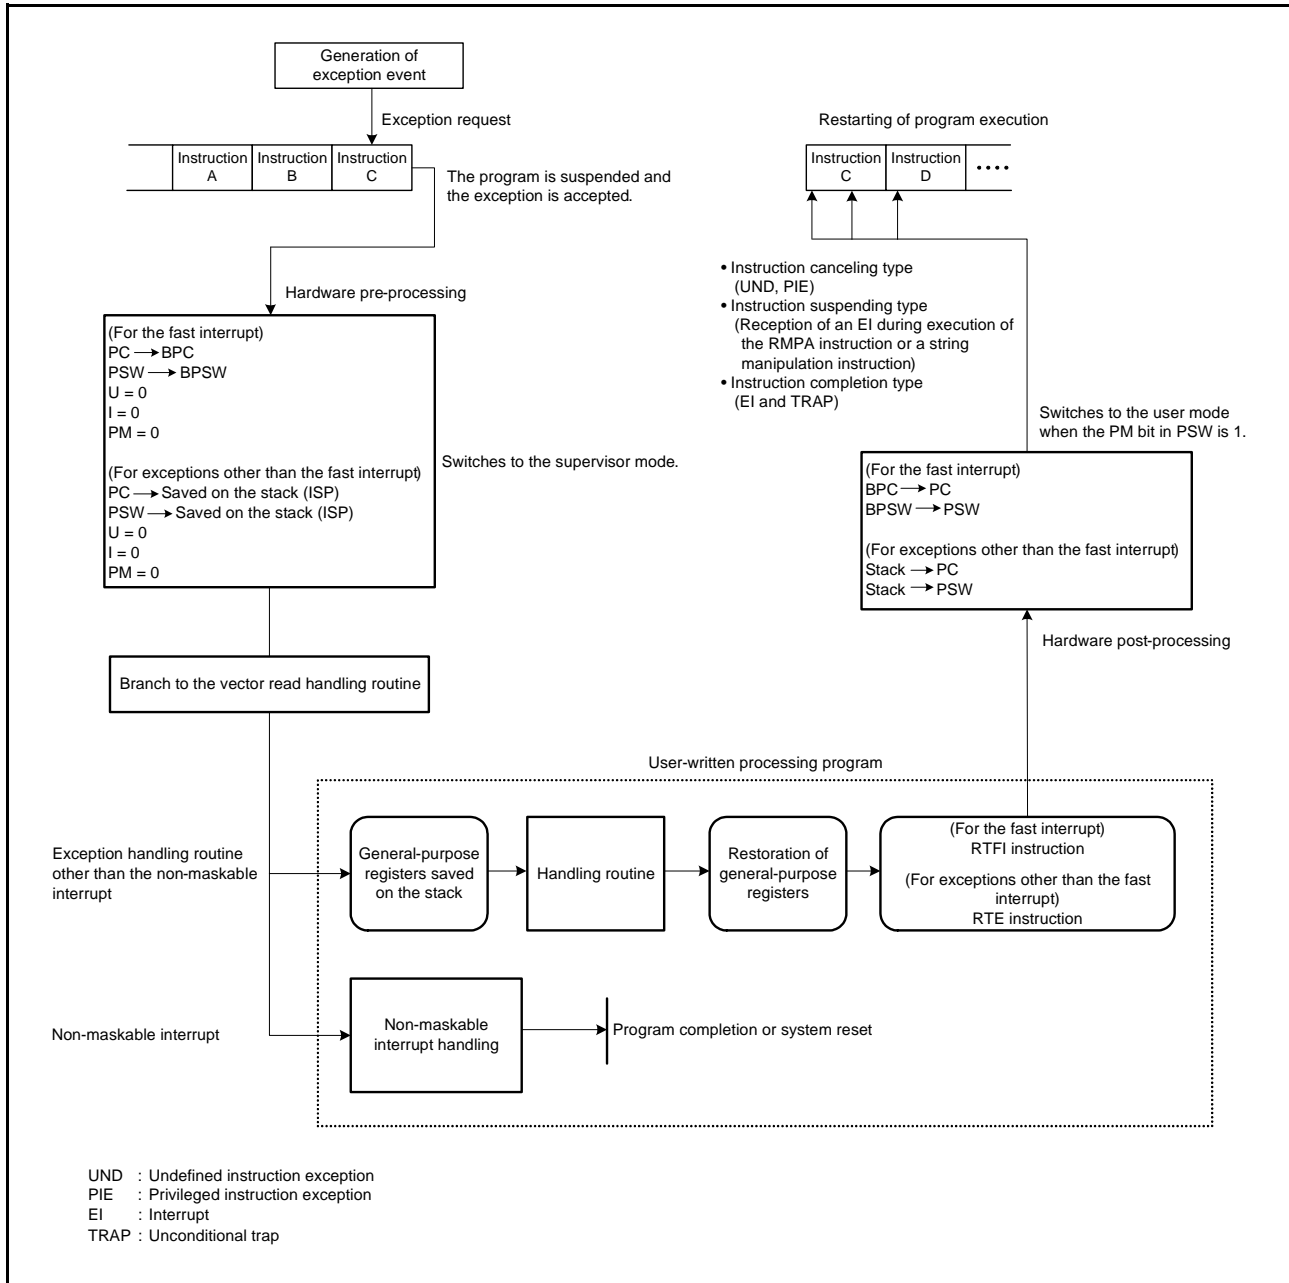 Generation of
exception event
Exception request
Instruction
A
Instruction
B
Instruction
C
The program is suspended and
the exception is accepted.
Hardware pre-processing
(For the fast interrupt)
PC → BPC
PSW → BPSW
U = 0
I = 0
PM = 0
(For exceptions other than the fast interrupt)
PC → Saved on the stack (ISP)
PSW → Saved on the stack (ISP)
U = 0
I = 0
PM = 0
Switches to the supervisor mode.
Branch to the vector read handling routine
Restarting of program execution
Instruction
C
Instruction
D
• • • •
• Instruction canceling type
(UND, PIE)
• Instruction suspending type
(Reception of an EI during execution of
the RMPA instruction or a string
manipulation instruction)
• Instruction completion type
(EI and TRAP)
Switches to the user mode
when the PM bit in PSW is 1.
(For the fast interrupt)
BPC → PC
BPSW → PSW
(For exceptions other than the fast interrupt)
Stack → PC
Stack → PSW
Hardware post-processing
User-written processing program
Exception handling routine
other than the non-maskable
interrupt
General-purpose
registers saved
on the stack
Handling routine
Restoration of
general-purpose
registers
(For the fast interrupt)
RTFI instruction
(For exceptions other than the fast
interrupt)
RTE instruction
Non-maskable interrupt
Non-maskable
interrupt handling
Program completion or system reset
UND : Undefined instruction exception
PIE : Privileged instruction exception
EI : Interrupt
TRAP : Unconditional trap